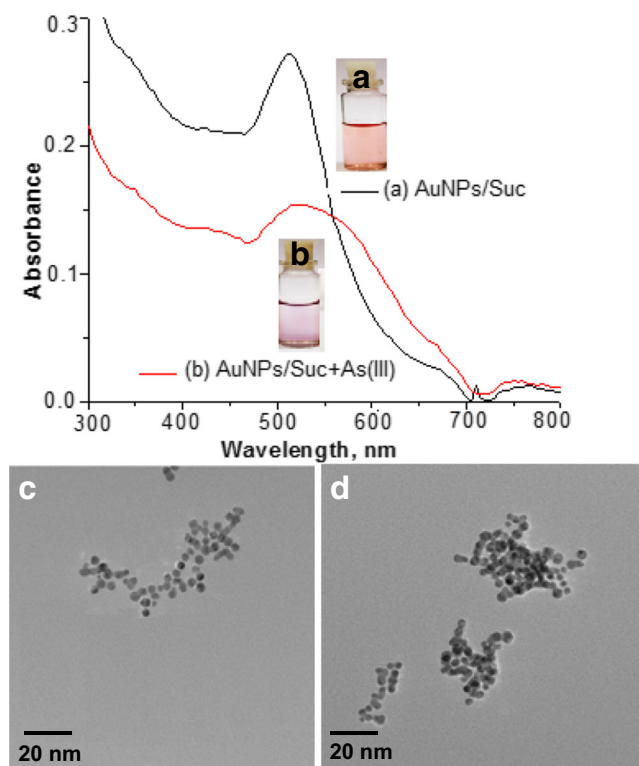 0.3
0.2
0.1
0.0
Absorbance
a
(a) AuNPs/Suc
b
(b) AuNPs/Suc+As(III)
300 400 500 600 700 800
Wavelength, nm
c
20 nm
d
20 nm